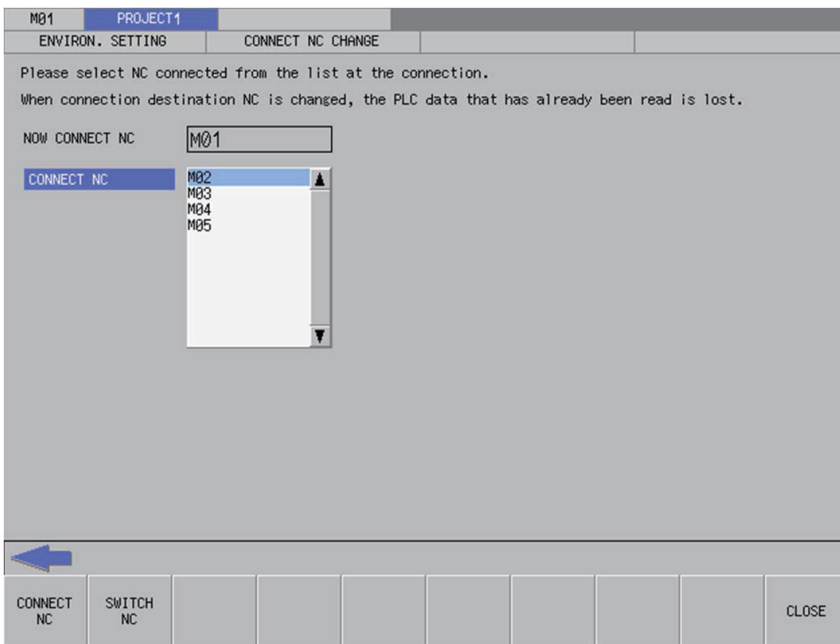 M01 PROJECT1
ENVIRON. SETTING CONNECT NC CHANGE
Please select NC connected from the list at the connection.
When connection destination NC is changed, the PLC data that has already been read is lost.
NOW CONNECT NC M01
CONNECT NC
M02
M03
M04
M05
CONNECT NC
SWITCH NC
CLOSE